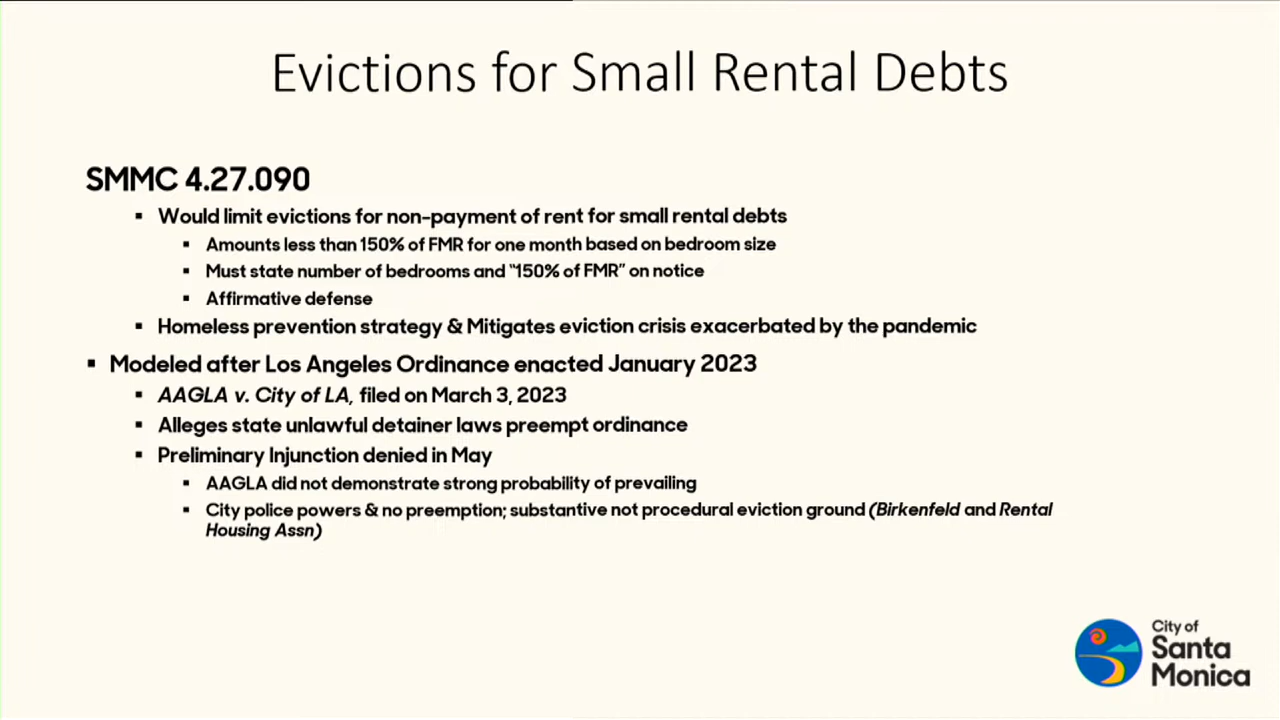 Evictions for Small Rental Debts
SMMC 4.27.090
▪ Would limit evictions for non-payment of rent for small rental debts
▪ Amounts less than 150% of FMR for one month based on bedroom size
▪ Must state number of bedrooms and “150% of FMR” on notice
▪ Affirmative defense
▪ Homeless prevention strategy & Mitigates eviction crisis exacerbated by the pandemic
▪ Modeled after Los Angeles Ordinance enacted January 2023
▪ AAGLA v. City of LA, filed on March 3, 2023
▪ Alleges state unlawful detainer laws preempt ordinance
▪ Preliminary Injunction denied in May
▪ AAGLA did not demonstrate strong probability of prevailing
▪ City police powers & no preemption; substantive not procedural eviction ground (Birkenfeld and Rental
Housing Assn)
City of
Santa
Monica